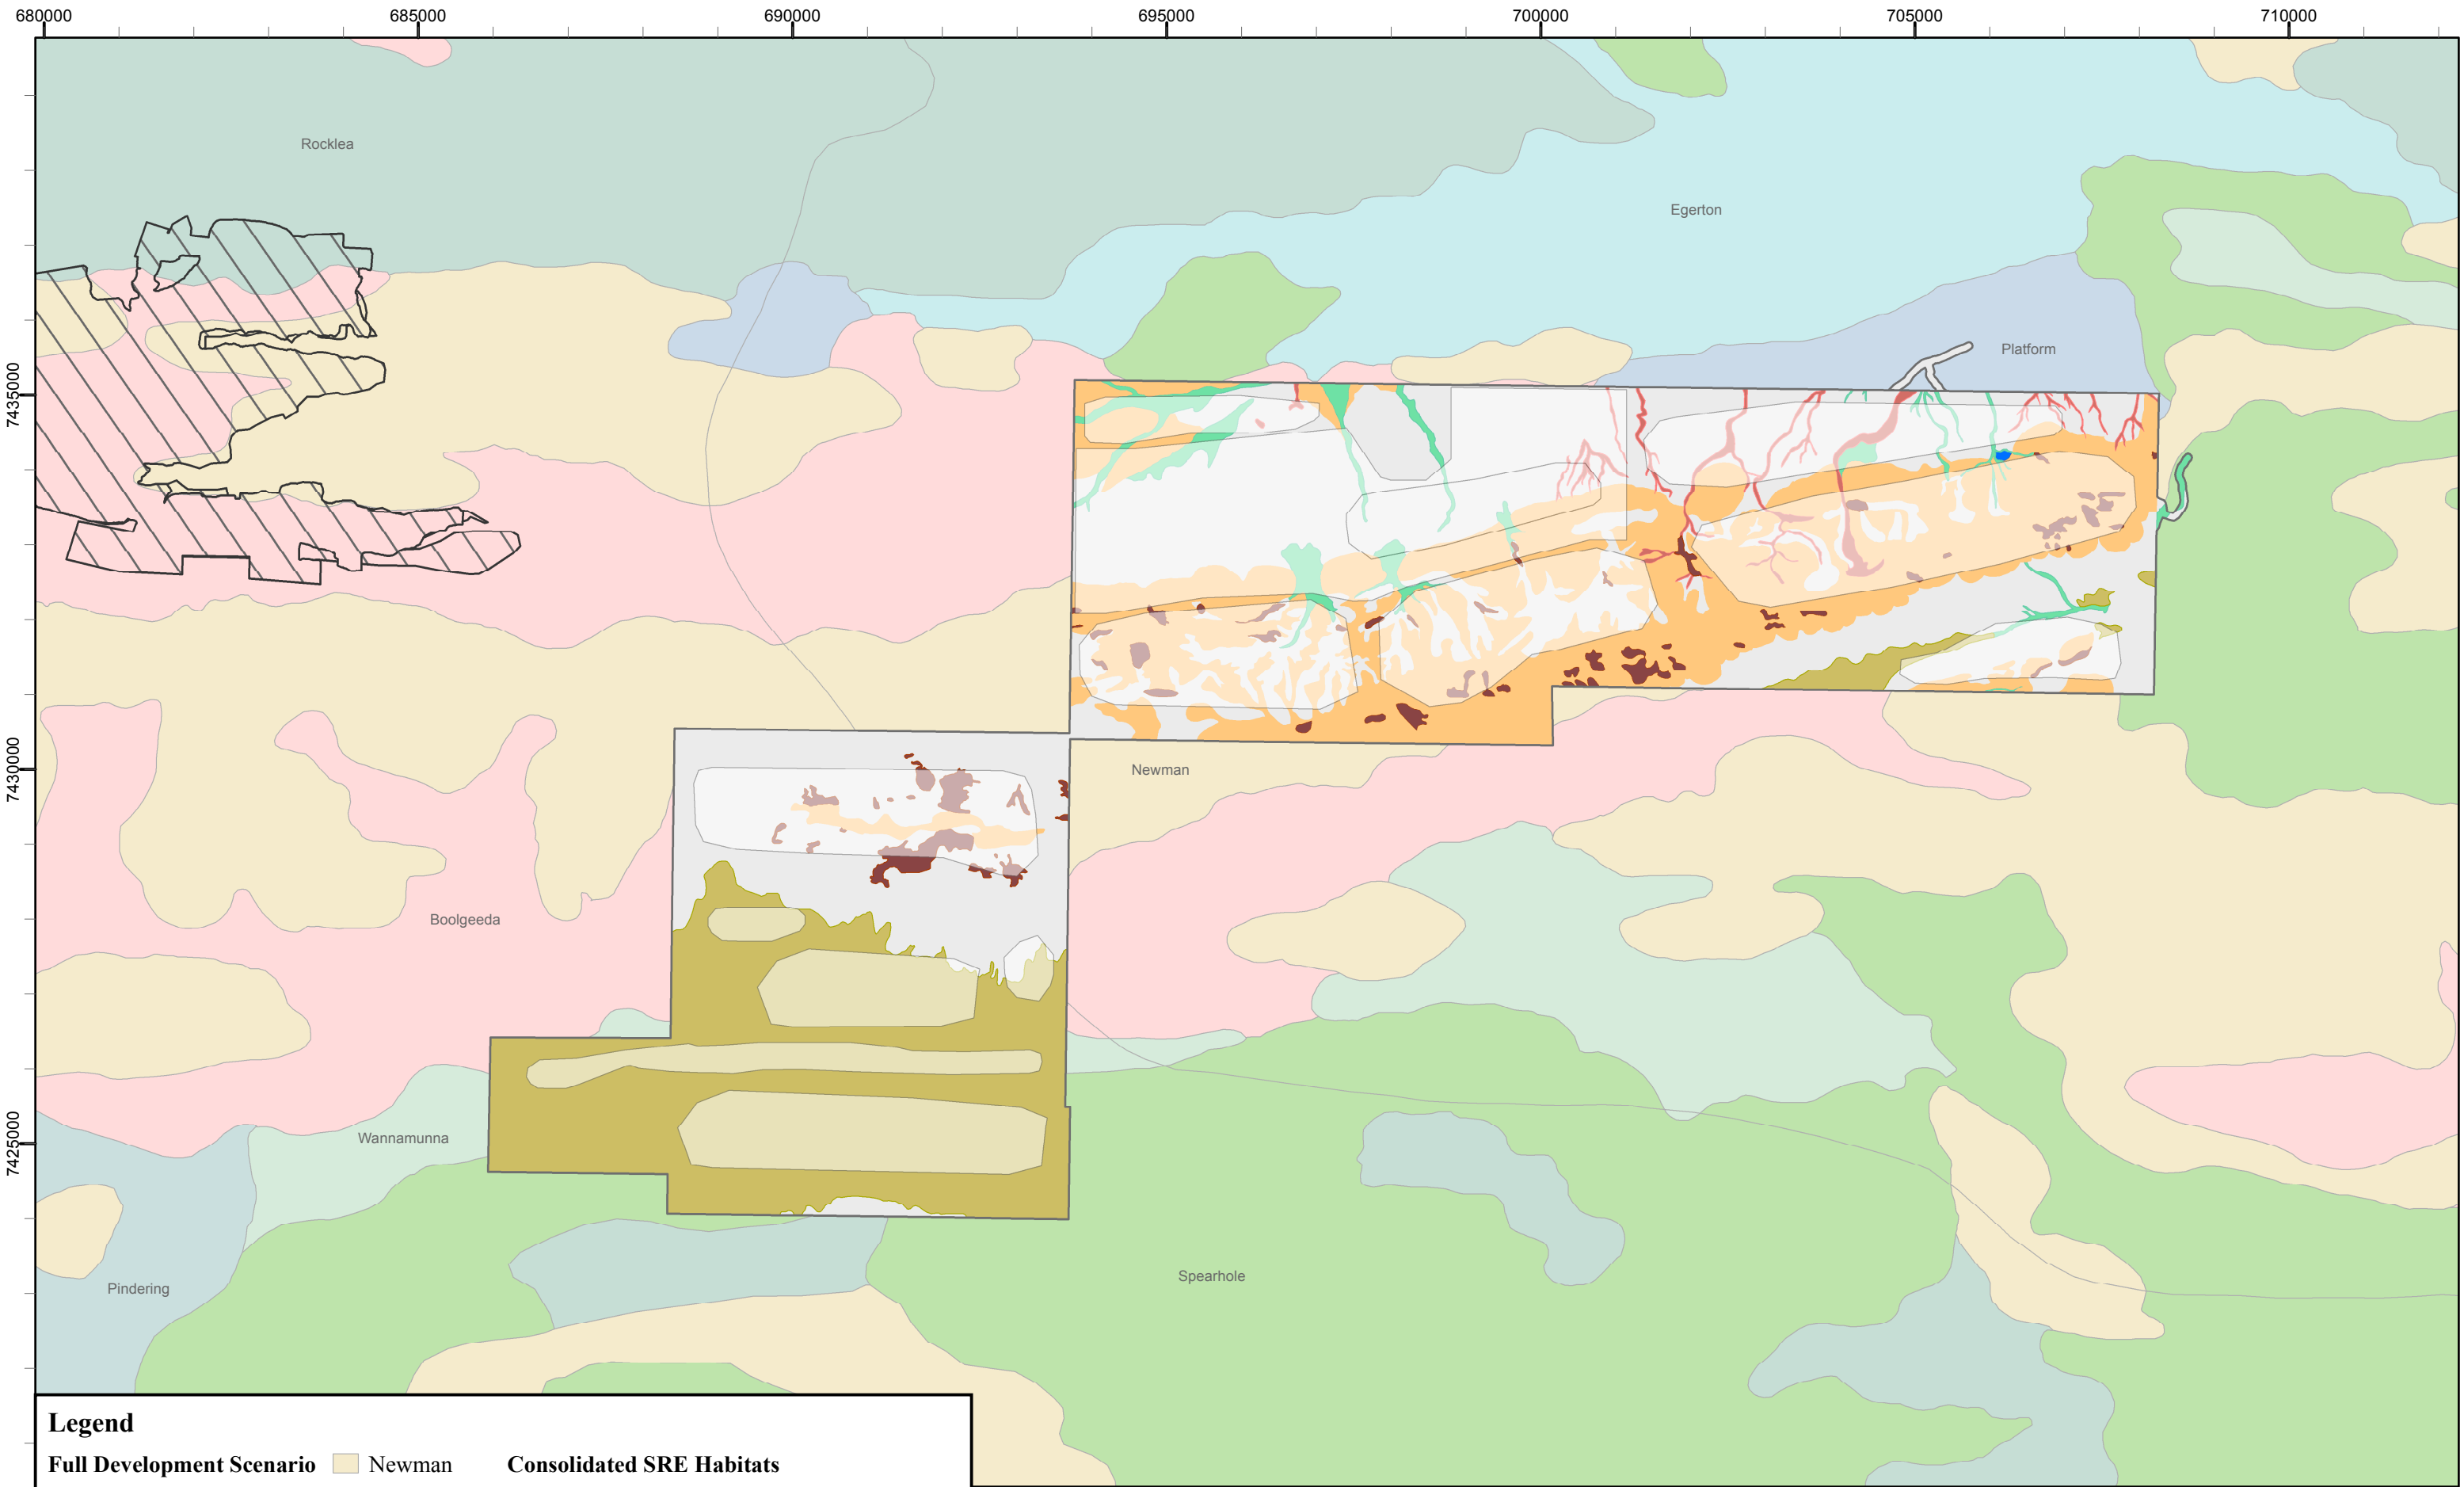 680000 685000 690000 695000 700000 705000 710000
Rocklea
Egerton
Platform
7435000
Newman
7430000
Boolgeeda
Wannamunna
7425000
Spearhole
Pindering
Legend
Full Development Scenario Newman Consolidated SRE Habitats